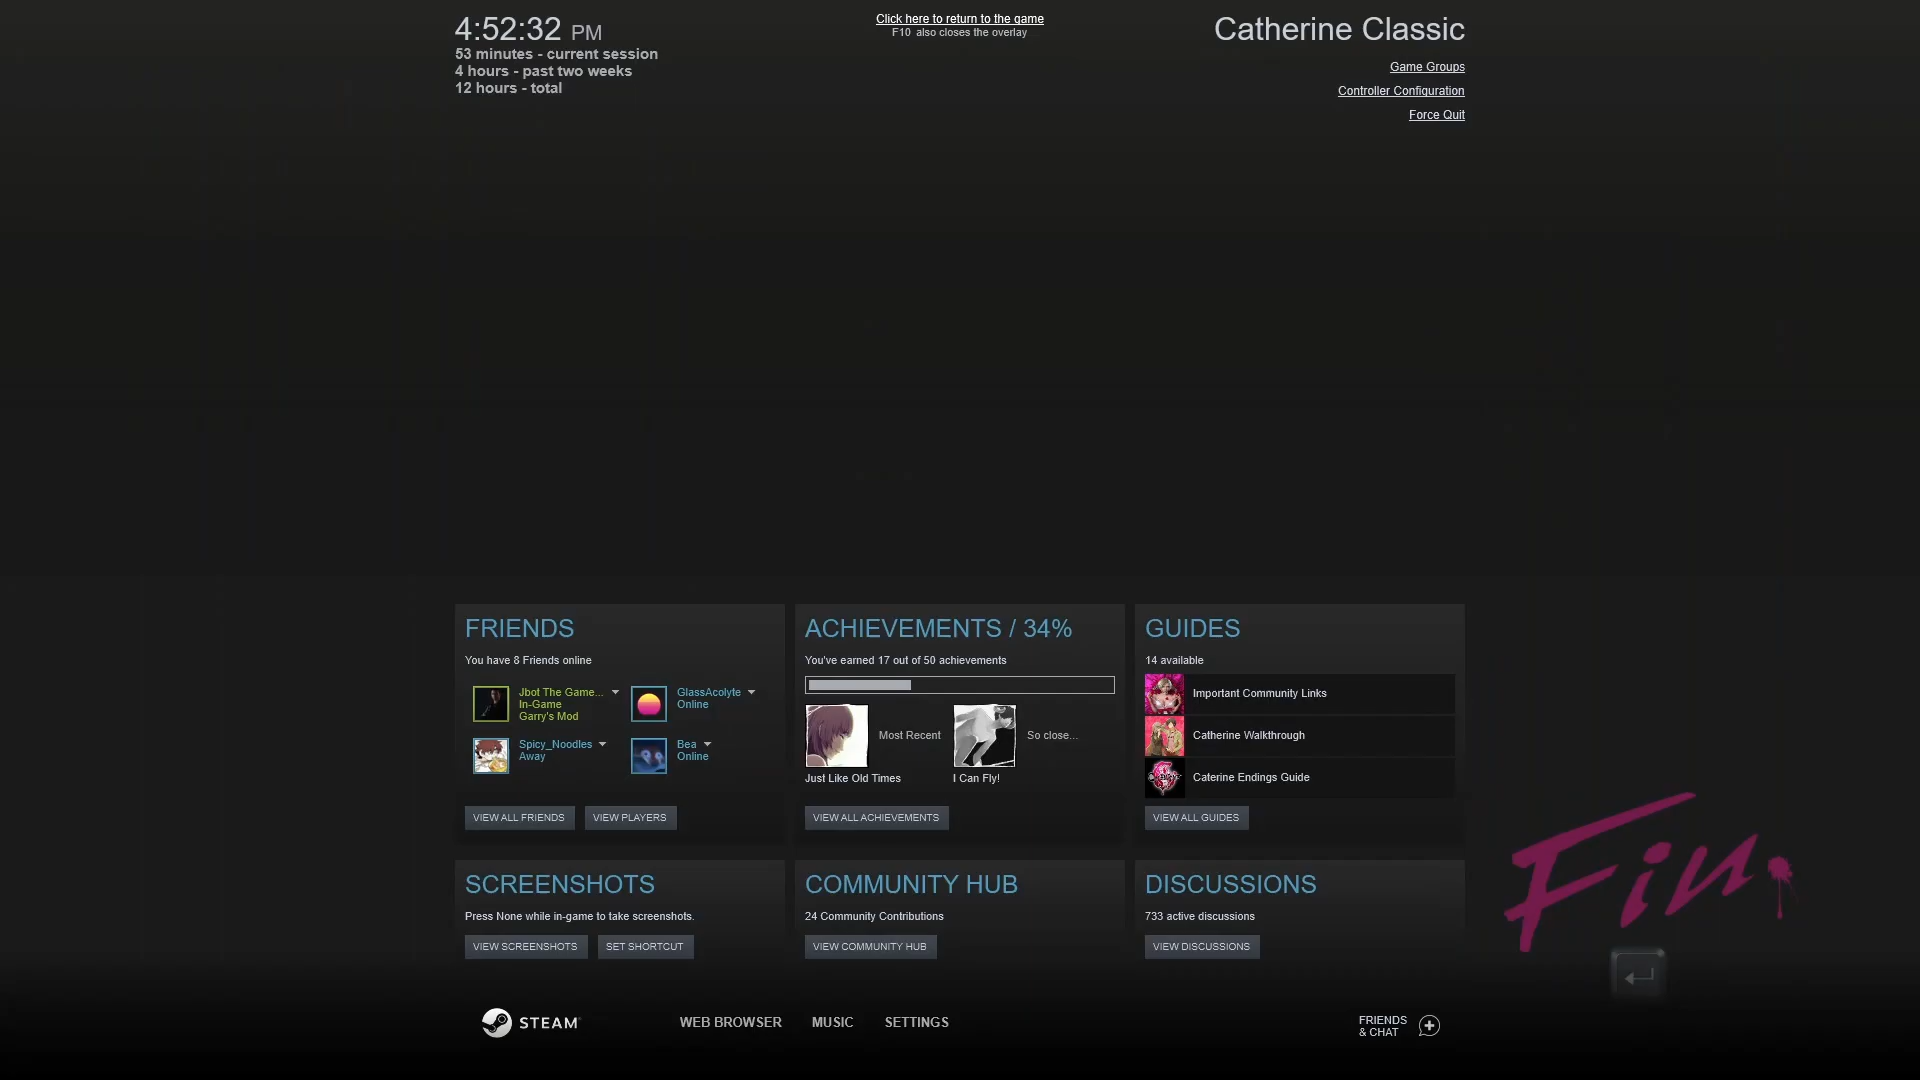 4:52:32 PM
53 minutes - current session
4 hours - past two weeks
12 hours - total
Click here to return to the game
F10 also closes the overlay
Catherine Classic
Game Groups
Controller Configuration
Force Quit
FRIENDS
You have 8 Friends online
Jbot The Game...
In-Game
Garry's Mod
GlassAcolyte
Online
Spicy_Noodles
Away
Bea
Online
VIEW ALL FRIENDS
VIEW PLAYERS
ACHIEVEMENTS / 34%
You've earned 17 out of 50 achievements
Most Recent
So close...
Just Like Old Times
I Can Fly!
VIEW ALL ACHIEVEMENTS
GUIDES
14 available
Important Community Links
Catherine Walkthrough
Caterine Endings Guide
VIEW ALL GUIDES
SCREENSHOTS
Press None while in-game to take screenshots.
VIEW SCREENSHOTS
SET SHORTCUT
COMMUNITY HUB
24 Community Contributions
VIEW COMMUNITY HUB
DISCUSSIONS
733 active discussions
VIEW DISCUSSIONS
Fin.
STEAM
WEB BROWSER
MUSIC
SETTINGS
FRIENDS
& CHAT